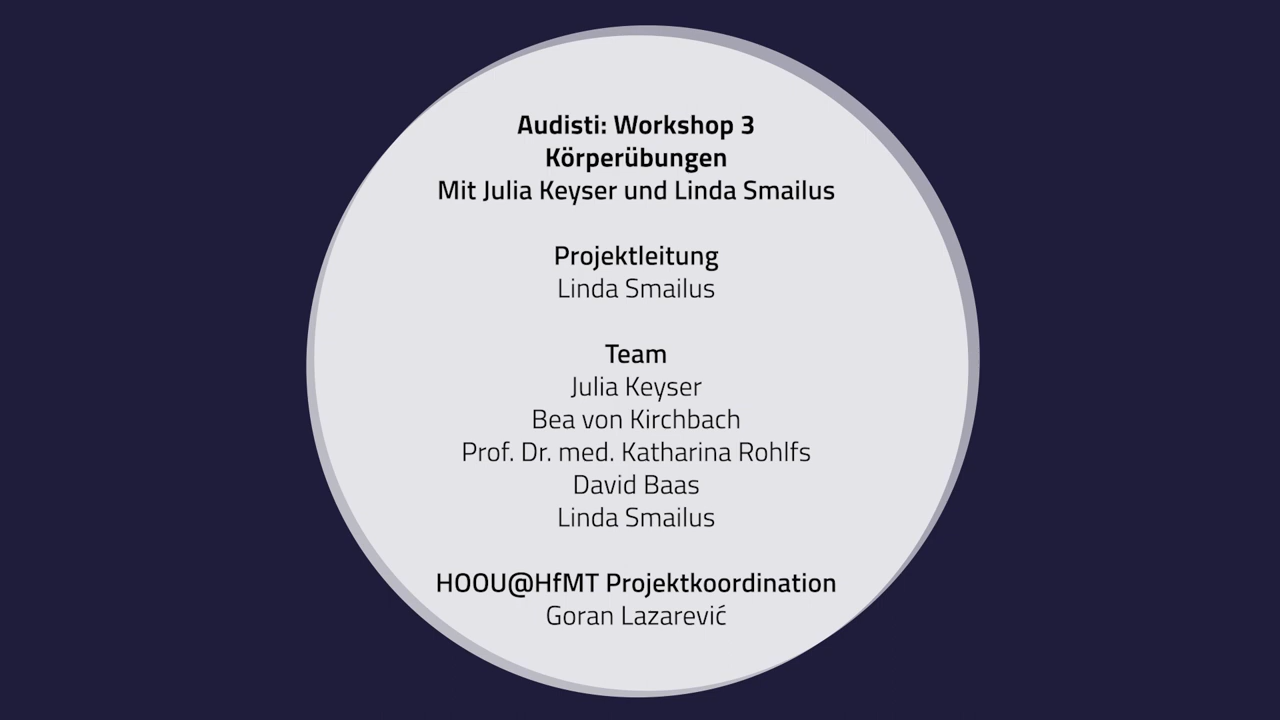 Audisti: Workshop 3
Körperübungen
Mit Julia Keyser und Linda Smailus
Projektleitung
Linda Smailus
Team
Julia Keyser
Bea von Kirchbach
Prof. Dr. med. Katharina Rohlfs
David Baas
Linda Smailus
HOOU@HfMT Projektkoordination
Goran Lazarević